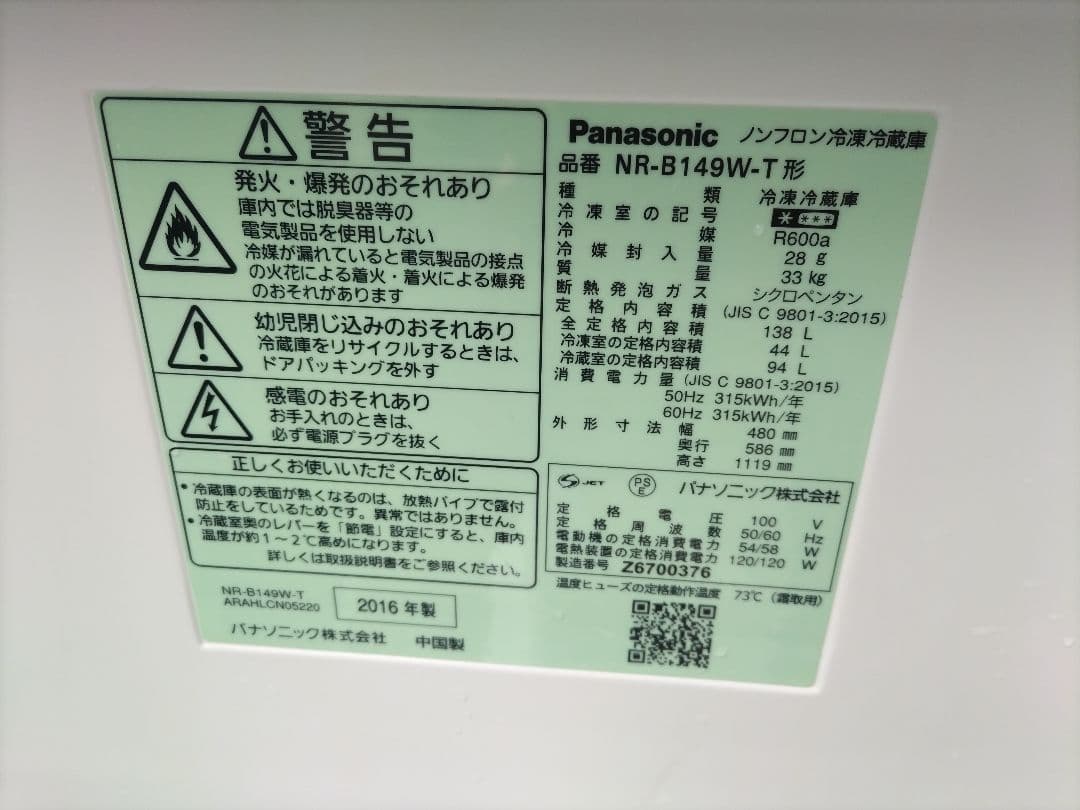 警告
発火・爆発のおそれあり
庫内では脱臭器等の
電気製品を使用しない
冷媒が漏れていると電気製品の接点
の火花による着火・着火による爆発
のおそれがあります
幼児閉じ込みのおそれあり
冷蔵庫をリサイクルするときは、
ドアパッキングを外す
感電のおそれあり
お手入れのときは、
必ず電源プラグを抜く
正しくお使いいただくために
・冷蔵庫の表面が熱くなるのは、放熱パイプで露付
防止をしているためです。異常ではありません。
・冷蔵室奥のレバーを「節電」設定にすると、庫内
温度が約1~2℃高めになります。
詳しくは取扱説明書をご参照ください。
NR-B149W-T
ARAHLCN05220
2016 年製
パナソニック株式会社 中国製
Panasonic ノンフロン冷凍冷蔵庫
品番 NR-B149W-T 形
種類 冷凍冷蔵庫
冷凍室の記号 * ***
冷媒 R600a
冷媒封入量 28 g
質量 33 kg
断熱発泡ガス シクロペンタン
定格内容積 (JIS C 9801-3:2015)
全定格内容積 138 L
冷凍室の定格内容積 44 L
冷蔵室の定格内容積 94 L
消費電力量 (JIS C 9801-3:2015)
50Hz 315kWh/年
60Hz 315kWh/年
外形寸法 幅 480 mm
奥行 586 mm
高さ 1119 mm
JET PSE パナソニック株式会社
定格電圧 100 V
定格周波数 50/60 Hz
電動機の定格消費電力 54/58 W
電熱装置の定格消費電力 120/120 W
製造番号 Z6700376
温度ヒューズの定格動作温度 73℃ (霜取用)